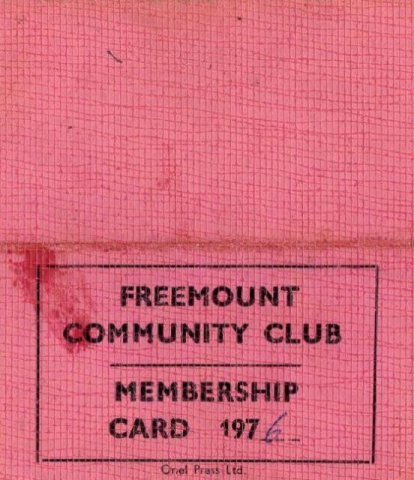 FREEMOUNT
COMMUNITY CLUB
MEMBERSHIP
CARD 1976
Oriel Press Ltd.